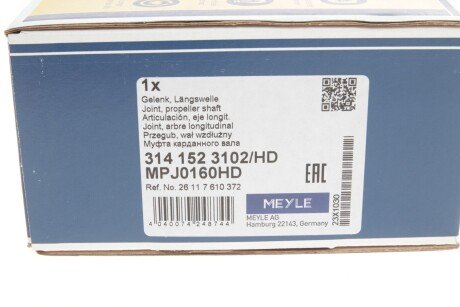 1x
Gelenk, Längswelle
Joint, propeller shaft
Articulación, eje longit.
Joint, arbre longitudinal
Przegub, wał wzdłużny
Муфта карданного вала
314 152 3102/HD
MPJ0160HD
Ref. No. 26 11 7 610 372
4 040074 248744
EAC
MEYLE
MEYLE AG
Hamburg 22143, Germany
23X1030